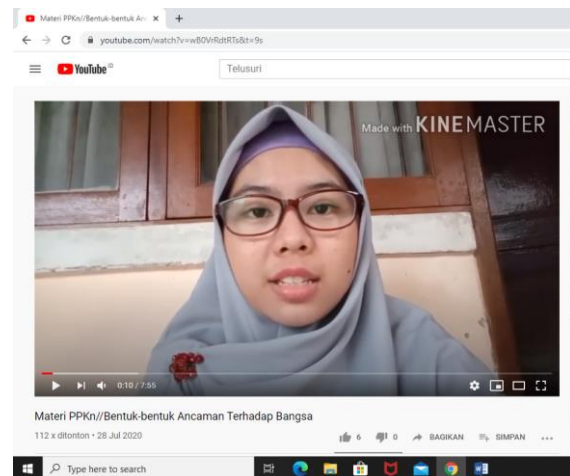 Materi PPKn//Bentuk-bentuk An
youtube.com/watch?v=wB0VrRdtRTs&t=9s
YouTube ID
Telusuri
Made with KINEMASTER
0:10 / 7:55
Materi PPKn//Bentuk-bentuk Ancaman Terhadap Bangsa
112 x ditonton • 28 Jul 2020
6
0
BAGIKAN
SIMPAN
Type here to search